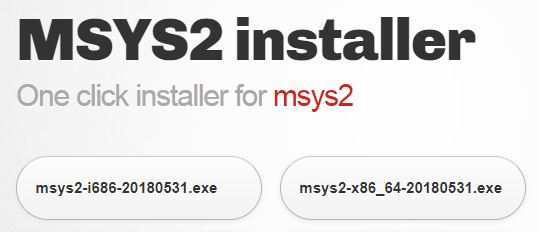 MSYS2 installer
One click installer for msys2
msys2-i686-20180531.exe
msys2-x86_64-20180531.exe